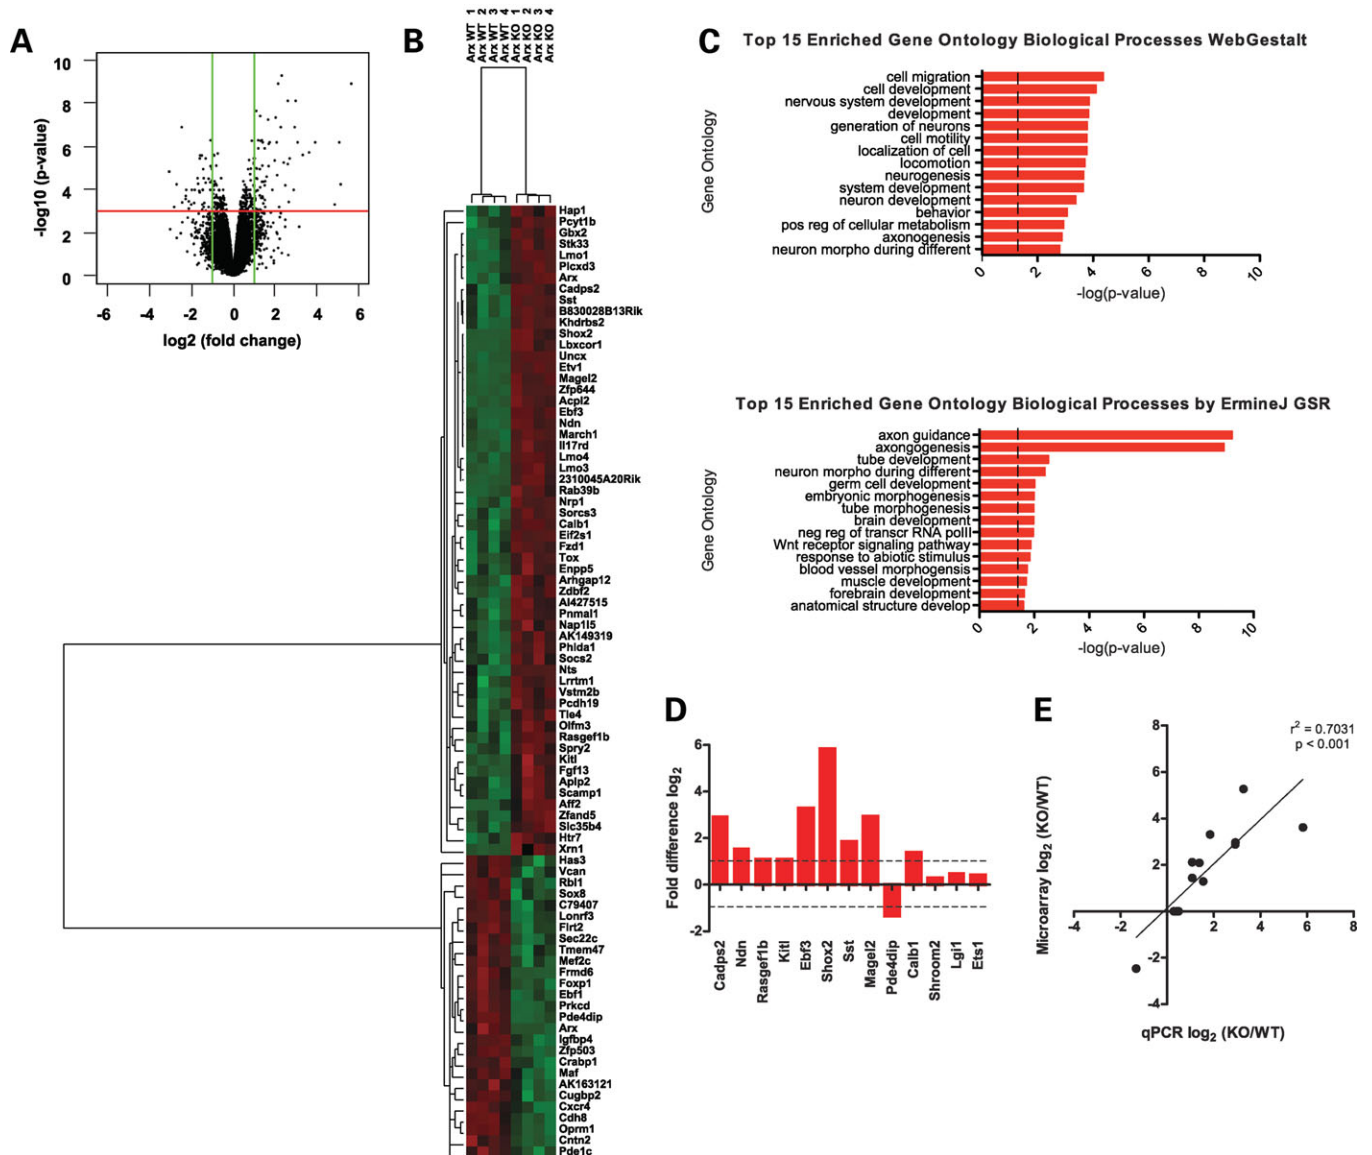 A
10
8
6
4
2
0
-6
-4
-2
0
2
4
6
-log10 (p-value)
log2 (fold change)
B
Arx WT 1
Arx WT 2
Arx WT 3
Arx WT 4
Arx KO 1
Arx KO 2
Arx KO 3
Arx KO 4
Hap1
Pcyt1b
Gbx2
Stk33
Lmo1
Plcxd3
Arx
Cadps2
Sst
B830028B13Rik
Khdrbs2
Shox2
Lbxcor1
Uncx
Etv1
Magel2
Zfp644
Acpl2
Ebf3
Ndn
March1
Il17rd
Lmo4
Lmo3
2310045A20Rik
Rab39b
Nrp1
Sorcs3
Calb1
Eif2s1
Fzd1
Tox
Enpp5
Arhgap12
Zdbf2
AI427515
Pnmal1
Nap1l5
AK149319
Phlda1
Socs2
Nts
Lrrtm1
Vstm2b
Pcdh19
Tle4
Olfm3
Rasgef1b
Spry2
Kitl
Fgf13
Aplp2
Scamp1
Aff2
Zfand5
Slc35b4
Htr7
Xrn1
Has3
Vcan
Rbl1
Sox8
C79407
Lonrf3
Flrt2
Sec22c
Tmem47
Mef2c
Frmd6
Foxp1
Ebf1
Prkcd
Pde4dip
Arx
Igfbp4
Zfp503
Crabp1
Maf
AK163121
Cugbp2
Cxcr4
Cdh8
Oprm1
Cntn2
Pde1c
C
Top 15 Enriched Gene Ontology Biological Processes WebGestalt
Gene Ontology
cell migration
cell development
nervous system development
development
generation of neurons
cell motility
localization of cell
locomotion
neurogenesis
system development
neuron development
behavior
pos reg of cellular metabolism
axonogenesis
neuron morpho during different
0
2
4
6
8
10
-log(p-value)
Top 15 Enriched Gene Ontology Biological Processes by ErmineJ GSR
Gene Ontology
axon guidance
axongogenesis
tube development
neuron morpho during different
germ cell development
embryonic morphogenesis
tube morphogenesis
brain development
neg reg of transcr RNA polII
Wnt receptor signaling pathway
response to abiotic stimulus
blood vessel morphogensis
muscle development
forebrain development
anatomical structure develop
0
2
4
6
8
10
-log(p-value)
D
Fold difference log2
6
4
2
0
-2
Cadps2
Ndn
Rasgef1b
Kitl
Ebf3
Shox2
Sst
Magel2
Pde4dip
Calb1
Shroom2
Lgi1
Ets1
E
r2 = 0.7031
p < 0.001
Microarray log2 (KO/WT)
8
6
4
2
-2
-4
-4
-2
2
4
6
8
qPCR log2 (KO/WT)